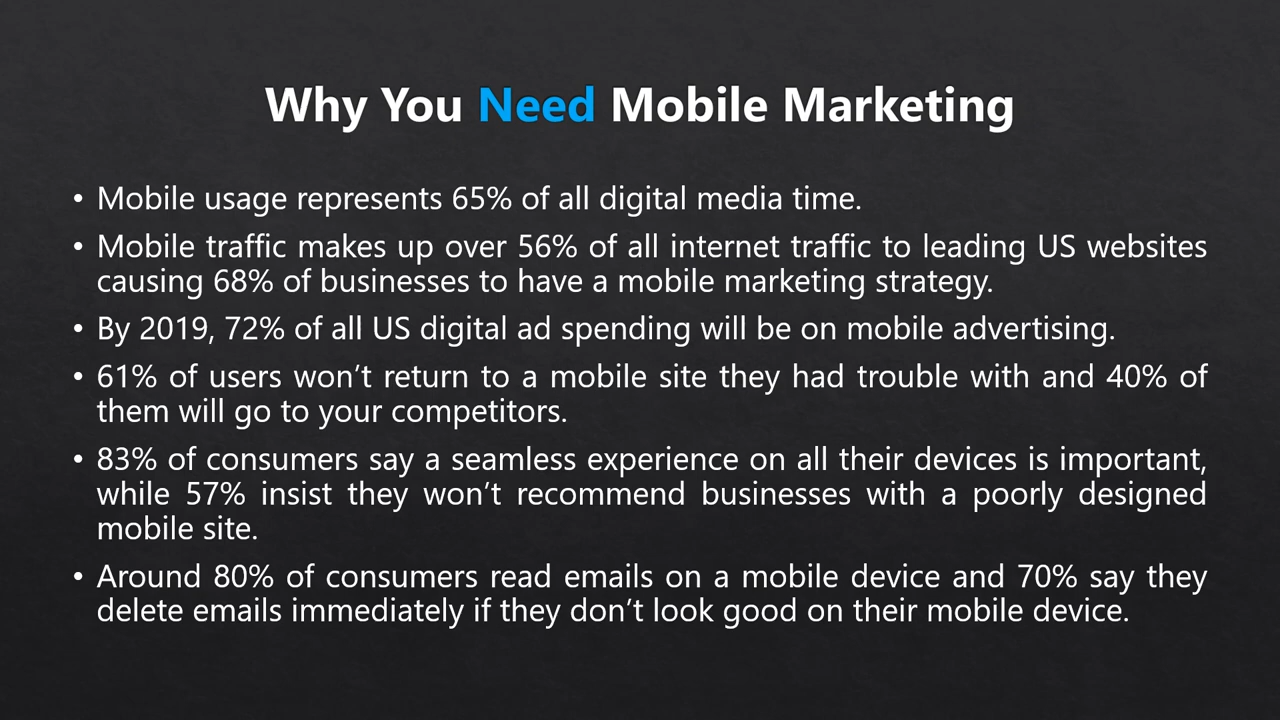 Why You Need Mobile Marketing
• Mobile usage represents 65% of all digital media time.
• Mobile traffic makes up over 56% of all internet traffic to leading US websites
causing 68% of businesses to have a mobile marketing strategy.
• By 2019, 72% of all US digital ad spending will be on mobile advertising.
• 61% of users won’t return to a mobile site they had trouble with and 40% of
them will go to your competitors.
• 83% of consumers say a seamless experience on all their devices is important,
while 57% insist they won’t recommend businesses with a poorly designed
mobile site.
• Around 80% of consumers read emails on a mobile device and 70% say they
delete emails immediately if they don’t look good on their mobile device.